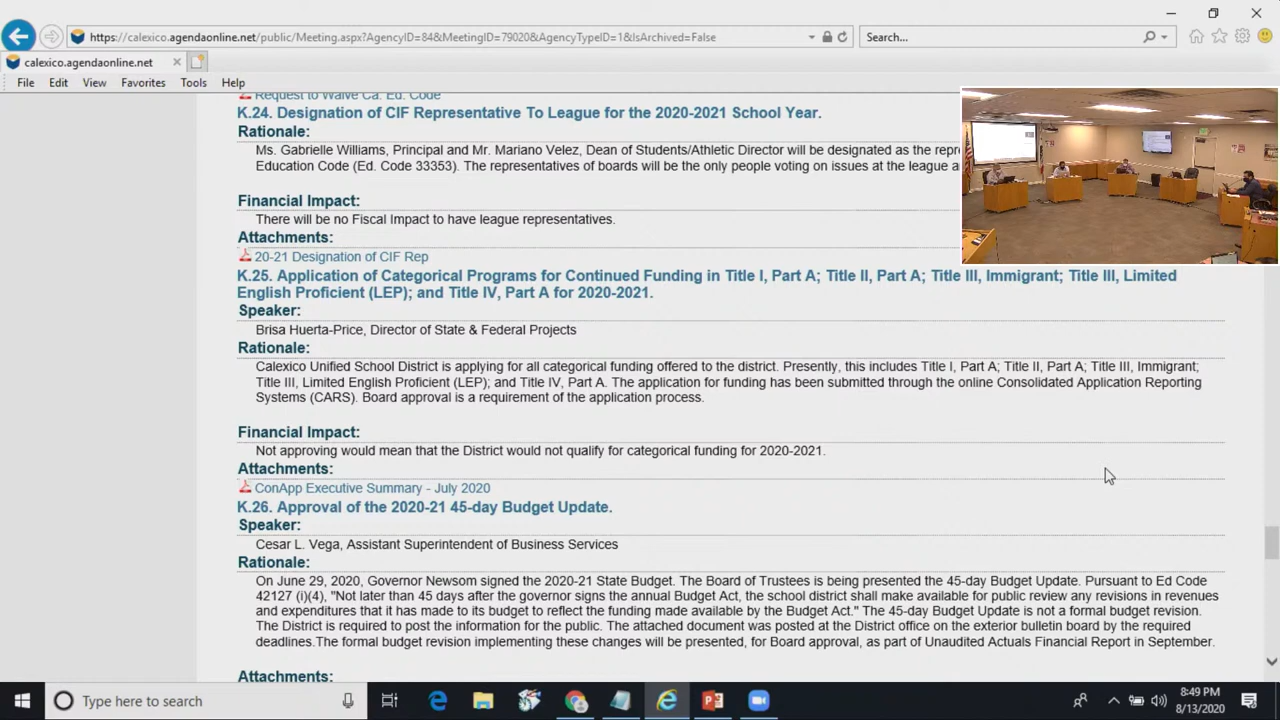 https://calexico.agendaonline.net/public/Meeting.aspx?AgencyID=84&MeetingID=79020&AgencyTypeID=1&IsArchived=False
Search...
calexico.agendaonline.net
File Edit View Favorites Tools Help
Request to Waive Ca. Ed. Code
K.24. Designation of CIF Representative To League for the 2020-2021 School Year.
Rationale:
Ms. Gabrielle Williams, Principal and Mr. Mariano Velez, Dean of Students/Athletic Director will be designated as the
Education Code (Ed. Code 33353). The representatives of boards will be the only people voting on issues at the league
Financial Impact:
There will be no Fiscal Impact to have league representatives.
Attachments:
20-21 Designation of CIF Rep
K.25. Application of Categorical Programs for Continued Funding in Title I, Part A; Title II, Part A; Title III, Immigrant; Title III, Limited
English Proficient (LEP); and Title IV, Part A for 2020-2021.
Speaker:
Brisa Huerta-Price, Director of State & Federal Projects
Rationale:
Calexico Unified School District is applying for all categorical funding offered to the district. Presently, this includes Title I, Part A; Title II, Part A; Title III, Immigrant;
Title III, Limited English Proficient (LEP); and Title IV, Part A. The application for funding has been submitted through the online Consolidated Application Reporting
Systems (CARS). Board approval is a requirement of the application process.
Financial Impact:
Not approving would mean that the District would not qualify for categorical funding for 2020-2021.
Attachments:
ConApp Executive Summary - July 2020
K.26. Approval of the 2020-21 45-day Budget Update.
Speaker:
Cesar L. Vega, Assistant Superintendent of Business Services
Rationale:
On June 29, 2020, Governor Newsom signed the 2020-21 State Budget. The Board of Trustees is being presented the 45-day Budget Update. Pursuant to Ed Code
42127 (i)(4), "Not later than 45 days after the governor signs the annual Budget Act, the school district shall make available for public review any revisions in revenues
and expenditures that it has made to its budget to reflect the funding made available by the Budget Act." The 45-day Budget Update is not a formal budget revision.
The District is required to post the information for the public. The attached document was posted at the District office on the exterior bulletin board by the required
deadlines.The formal budget revision implementing these changes will be presented, for Board approval, as part of Unaudited Actuals Financial Report in September.
Attachments:
Type here to search
8:49 PM
8/13/2020